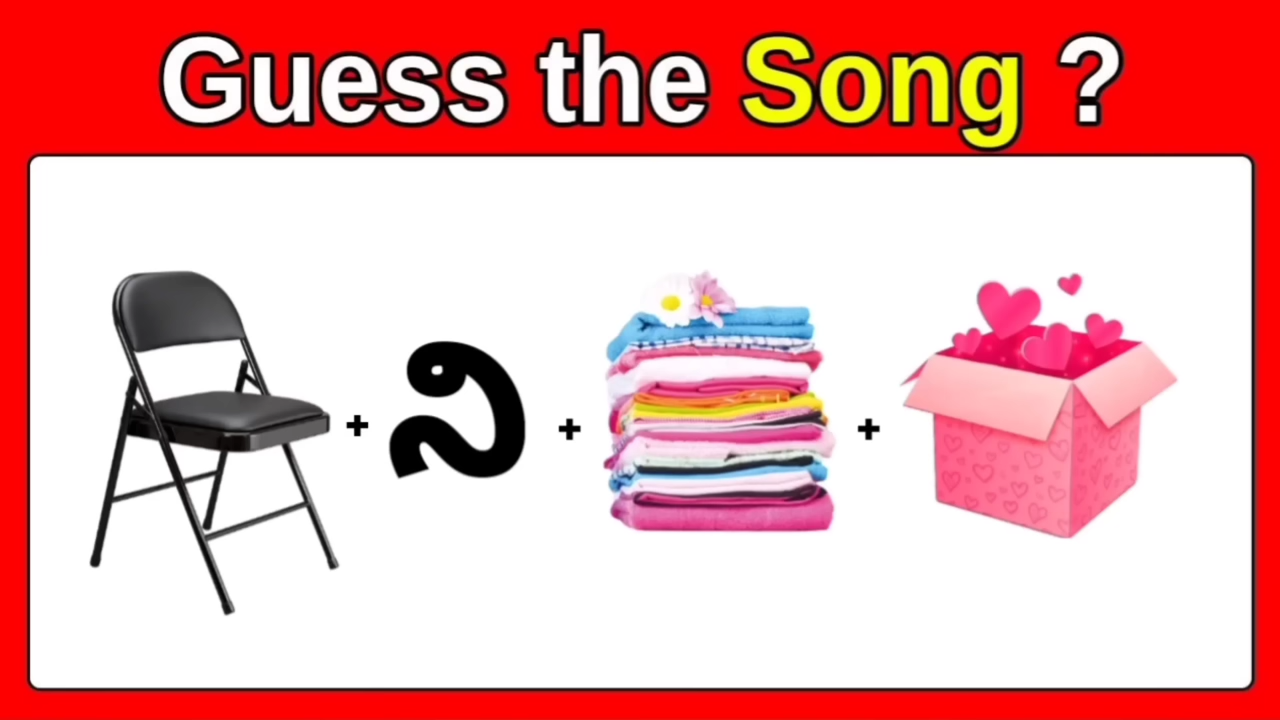 Guess the Song ?
+ ని + +